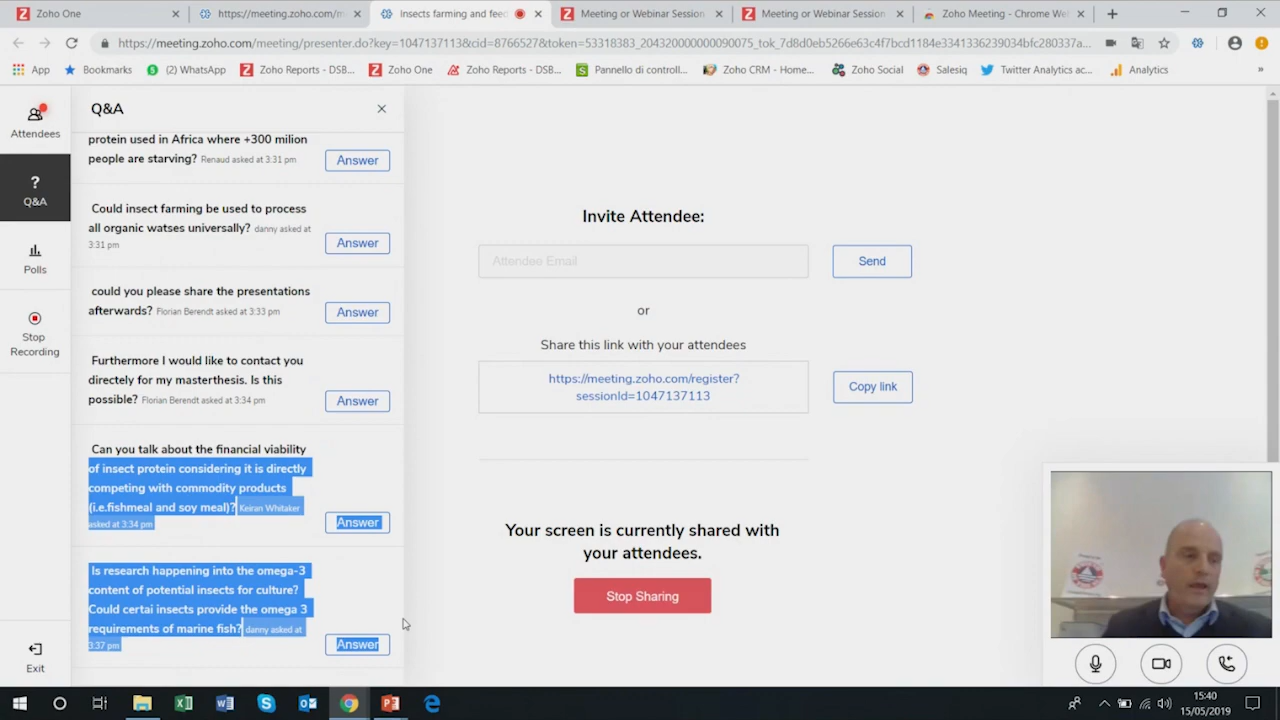 Zoho One
https://meeting.zoho.com/m
Insects farming and feed
Meeting or Webinar Session
Meeting or Webinar Session
Zoho Meeting - Chrome Web
https://meeting.zoho.com/meeting/presenter.do?key=1047137113&cid=8766527&token=53318383_204320000000090075_tok_7d8d0eb5266e63c4f7bcd1184e3341336239034bfc280337a...
App
Bookmarks
(2) WhatsApp
Zoho Reports - DSB...
Zoho One
Zoho Reports - DSB...
Pannello di controll...
Zoho CRM - Home...
Zoho Social
Salesiq
Twitter Analytics ac...
Analytics
»
Attendees
Q&A
Polls
Stop
Recording
Exit
Q&A
protein used in Africa where +300 milion
people are starving? Renaud asked at 3:31 pm
Answer
Could insect farming be used to process
all organic watses universally? danny asked at
3:31 pm
Answer
could you please share the presentations
afterwards? Florian Berendt asked at 3:33 pm
Answer
Furthermore I would like to contact you
directely for my masterthesis. Is this
possible? Florian Berendt asked at 3:34 pm
Answer
Can you talk about the financial viability
of insect protein considering it is directly
competing with commodity products
(i.e.fishmeal and soy meal)? Keiran Whitaker
asked at 3:34 pm
Answer
Is research happening into the omega-3
content of potential insects for culture?
Could certai insects provide the omega 3
requirements of marine fish? danny asked at
3:37 pm
Answer
Invite Attendee:
Attendee Email
Send
or
Share this link with your attendees
https://meeting.zoho.com/register?
sessionId=1047137113
Copy link
Your screen is currently shared with
your attendees.
Stop Sharing
15:40
15/05/2019